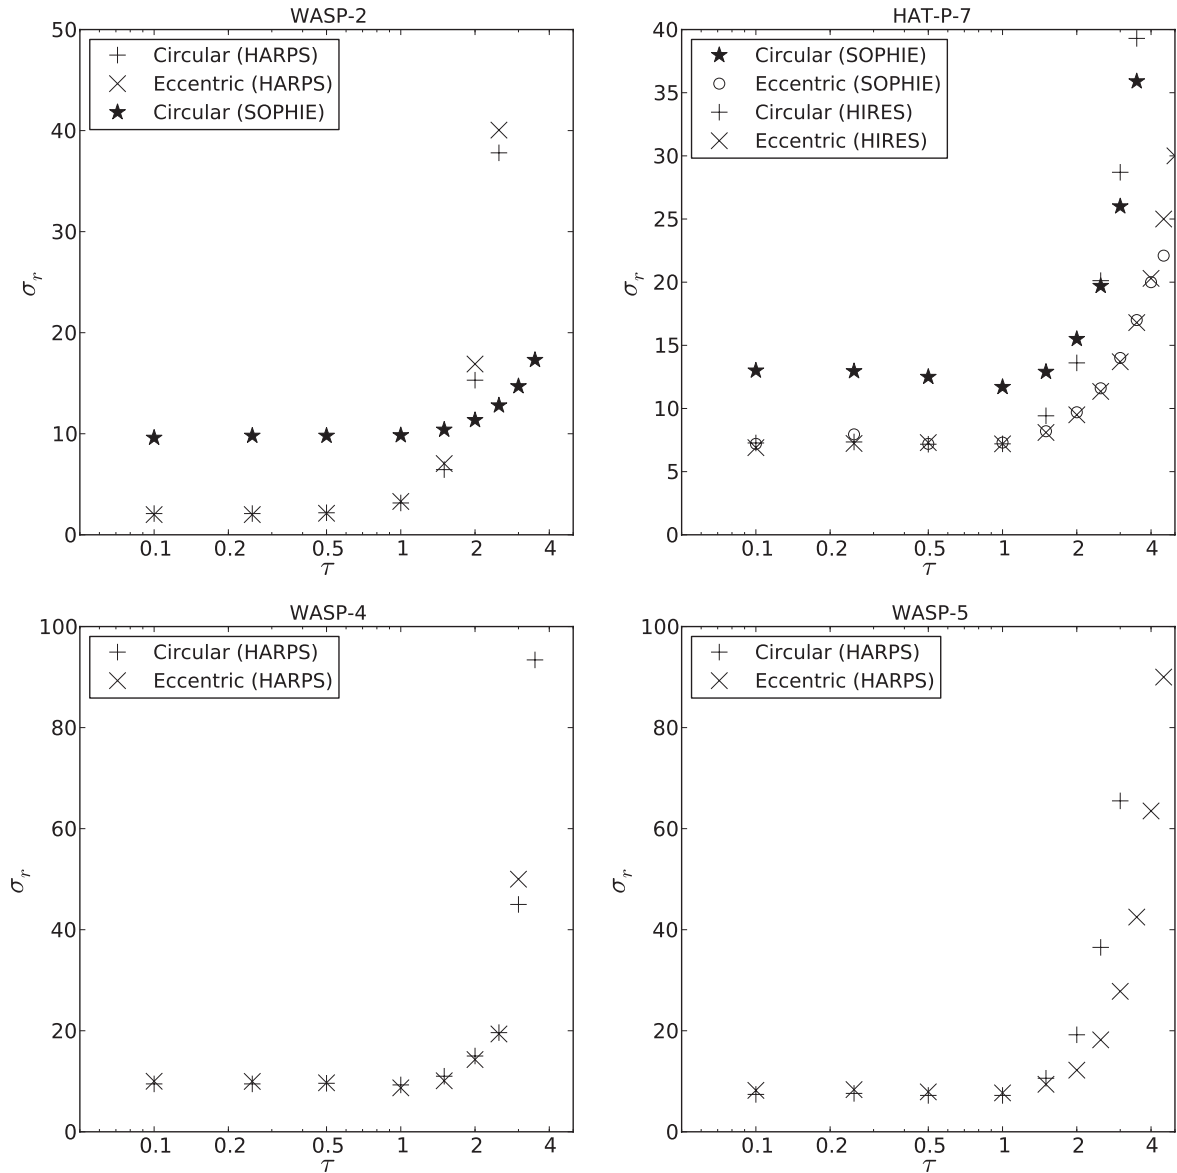 WASP-2
50
40
30
20
10
0
σr
Circular (HARPS)
Eccentric (HARPS)
Circular (SOPHIE)
0.1 0.2 0.5 1 2 4
τ
HAT-P-7
40
35
30
25
20
15
10
5
0
σr
Circular (SOPHIE)
Eccentric (SOPHIE)
Circular (HIRES)
Eccentric (HIRES)
0.1 0.2 0.5 1 2 4
τ
WASP-4
100
80
60
40
20
0
σr
Circular (HARPS)
Eccentric (HARPS)
0.1 0.2 0.5 1 2 4
τ
WASP-5
100
80
60
40
20
0
σr
Circular (HARPS)
Eccentric (HARPS)
0.1 0.2 0.5 1 2 4
τ